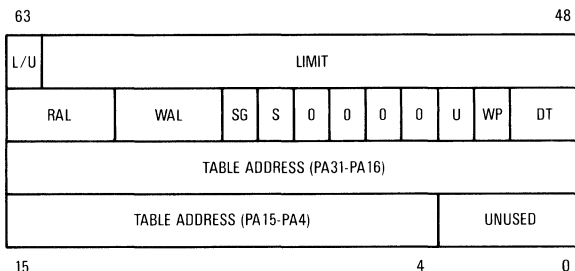 63 48
L/U LIMIT
RAL WAL SG S 0 0 0 0 U WP DT
TABLE ADDRESS (PA31-PA16)
TABLE ADDRESS (PA15-PA4) UNUSED
15 4 0